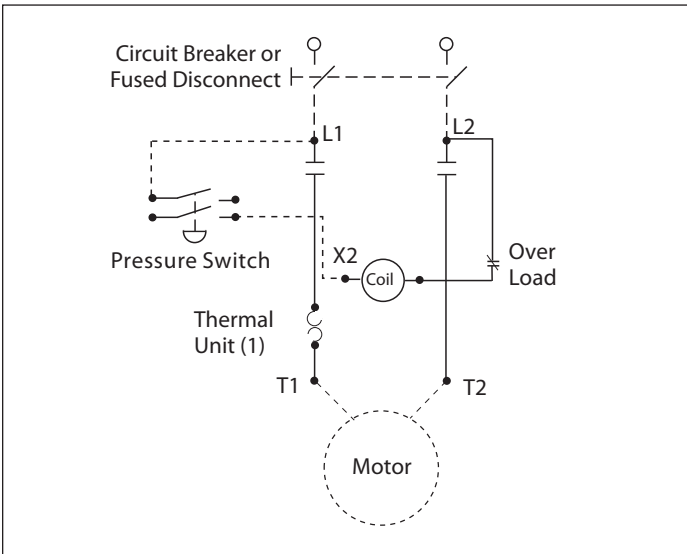 Circuit Breaker or
Fused Disconnect
L1
L2
Pressure Switch
X2
Coil
Over
Load
Thermal
Unit (1)
T1
T2
Motor